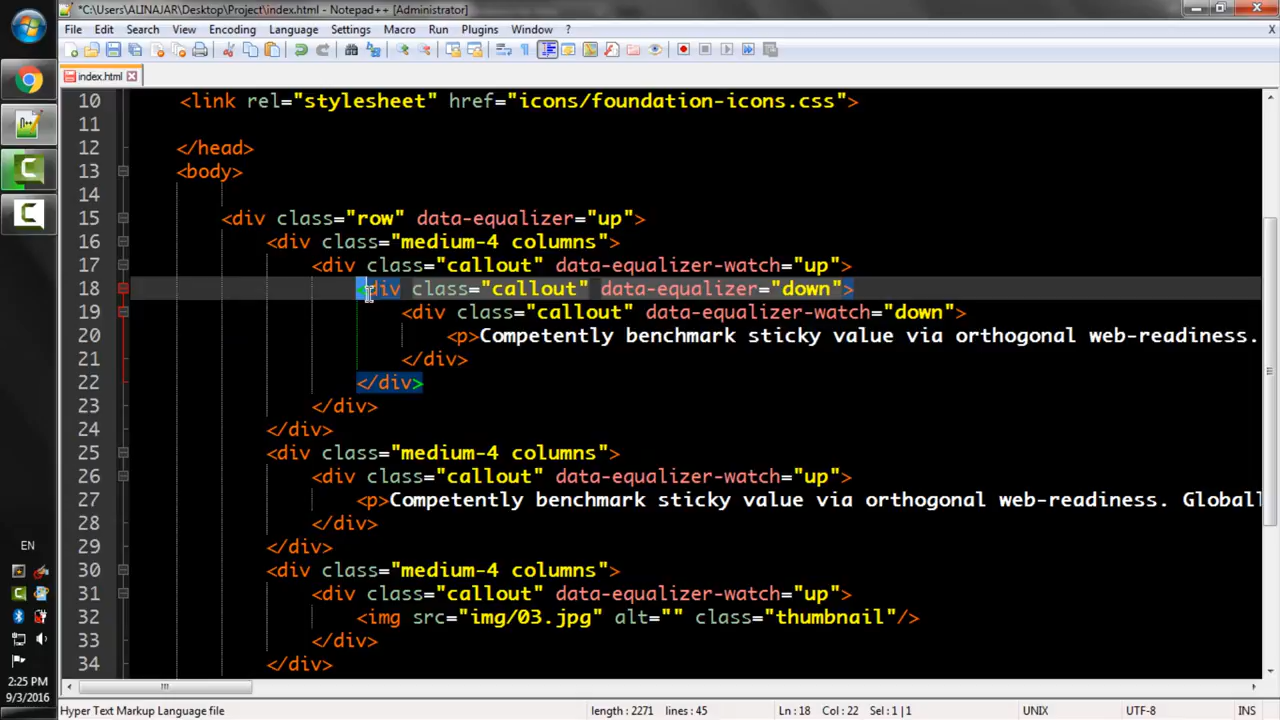 *C:\Users\ALINAJAR\Desktop\Project\index.html - Notepad++ [Administrator]
File Edit Search View Encoding Language Settings Macro Run Plugins Window ?
X
index.html
10 <link rel="stylesheet" href="icons/foundation-icons.css">
11
12 </head>
13 <body>
14
15 <div class="row" data-equalizer="up">
16 <div class="medium-4 columns">
17 <div class="callout" data-equalizer-watch="up">
18 <div class="callout" data-equalizer="down">
19 <div class="callout" data-equalizer-watch="down">
20 <p>Competently benchmark sticky value via orthogonal web-readiness.
21 </div>
22 </div>
23 </div>
24 </div>
25 <div class="medium-4 columns">
26 <div class="callout" data-equalizer-watch="up">
27 <p>Competently benchmark sticky value via orthogonal web-readiness. Globall
28 </div>
29 </div>
30 <div class="medium-4 columns">
31 <div class="callout" data-equalizer-watch="up">
32 <img src="img/03.jpg" alt="" class="thumbnail"/>
33 </div>
34 </div>
EN
2:25 PM
9/3/2016
Hyper Text Markup Language file length : 2271 lines : 45 Ln : 18 Col : 22 Sel : 1 | 1 UNIX UTF-8 INS